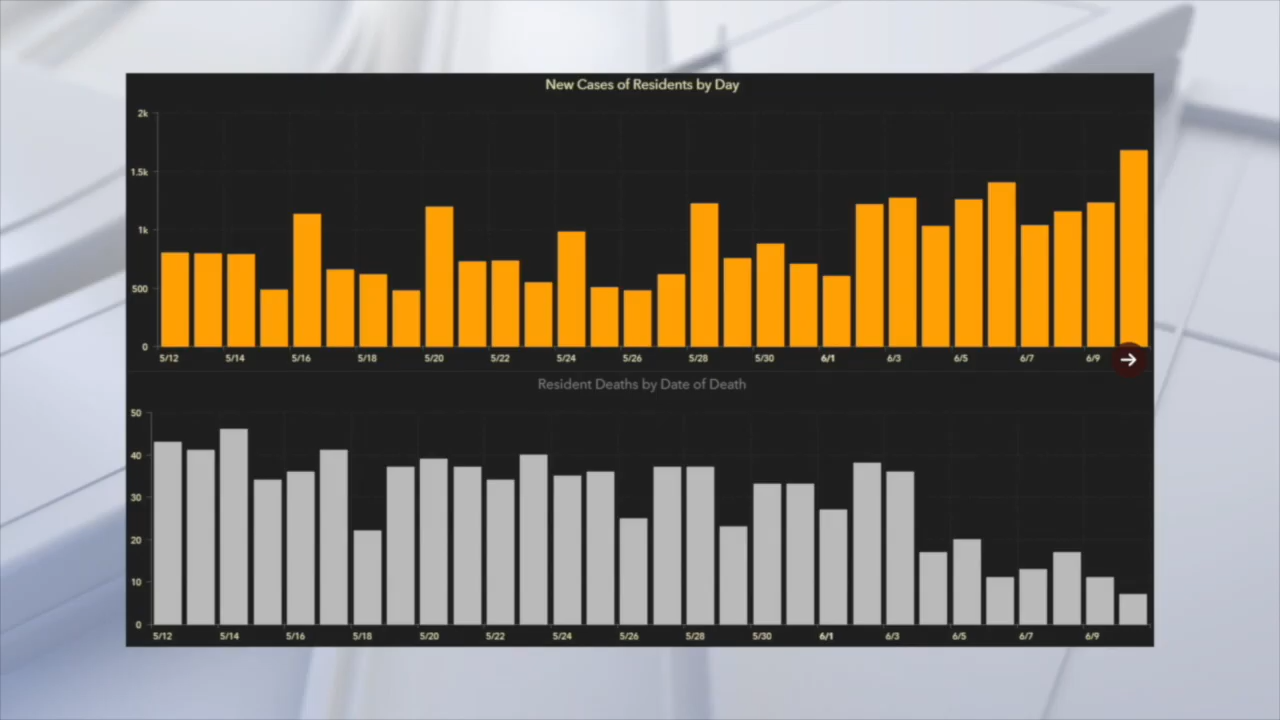 New Cases of Residents by Day
2k
1.5k
1k
500
0
5/12 5/14 5/16 5/18 5/20 5/22 5/24 5/26 5/28 5/30 6/1 6/3 6/5 6/7 6/9
Resident Deaths by Date of Death
50
40
30
20
10
0
5/12 5/14 5/16 5/18 5/20 5/22 5/24 5/26 5/28 5/30 6/1 6/3 6/5 6/7 6/9